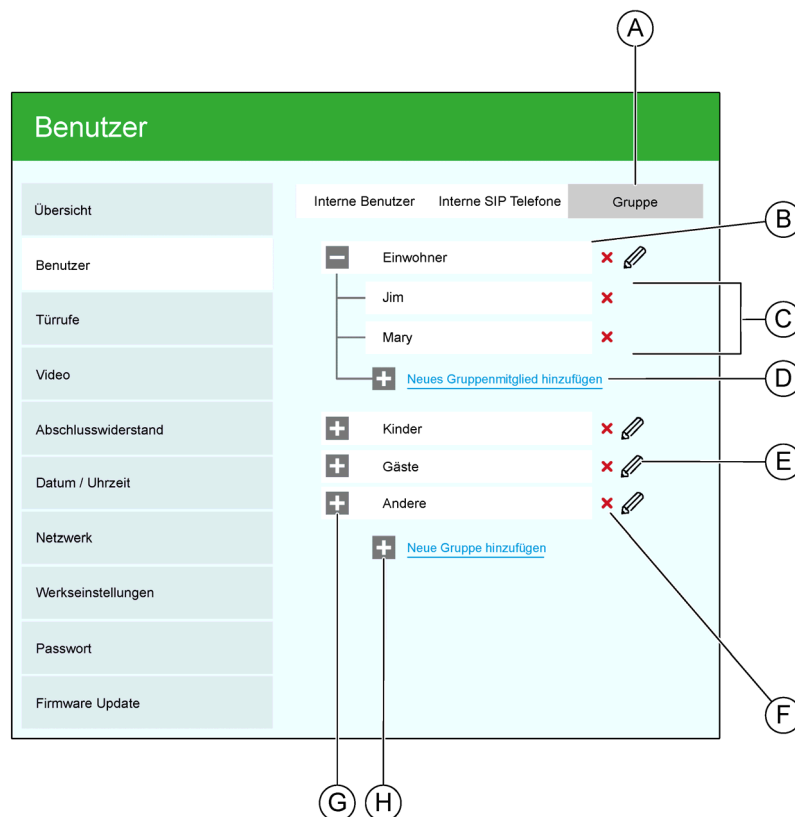 A
Benutzer
Interne Benutzer Interne SIP Telefone Gruppe
Übersicht
Benutzer
Türrufe
Video
Abschlusswiderstand
Datum / Uhrzeit
Netzwerk
Werkseinstellungen
Passwort
Firmware Update
Einwohner
B
Jim
Mary
C
Neues Gruppenmitglied hinzufügen
D
Kinder
Gäste
E
Andere
Neue Gruppe hinzufügen
F
G H